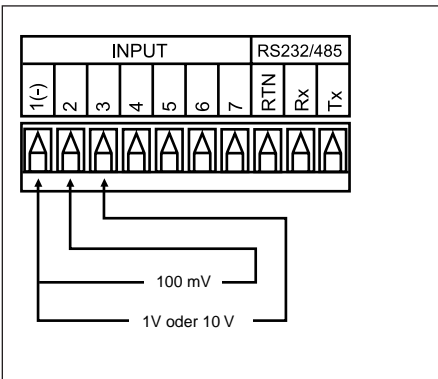 INPUT RS232/485
1(-) 2 3 4 5 6 7 RTN Rx Tx
100 mV
1V oder 10 V